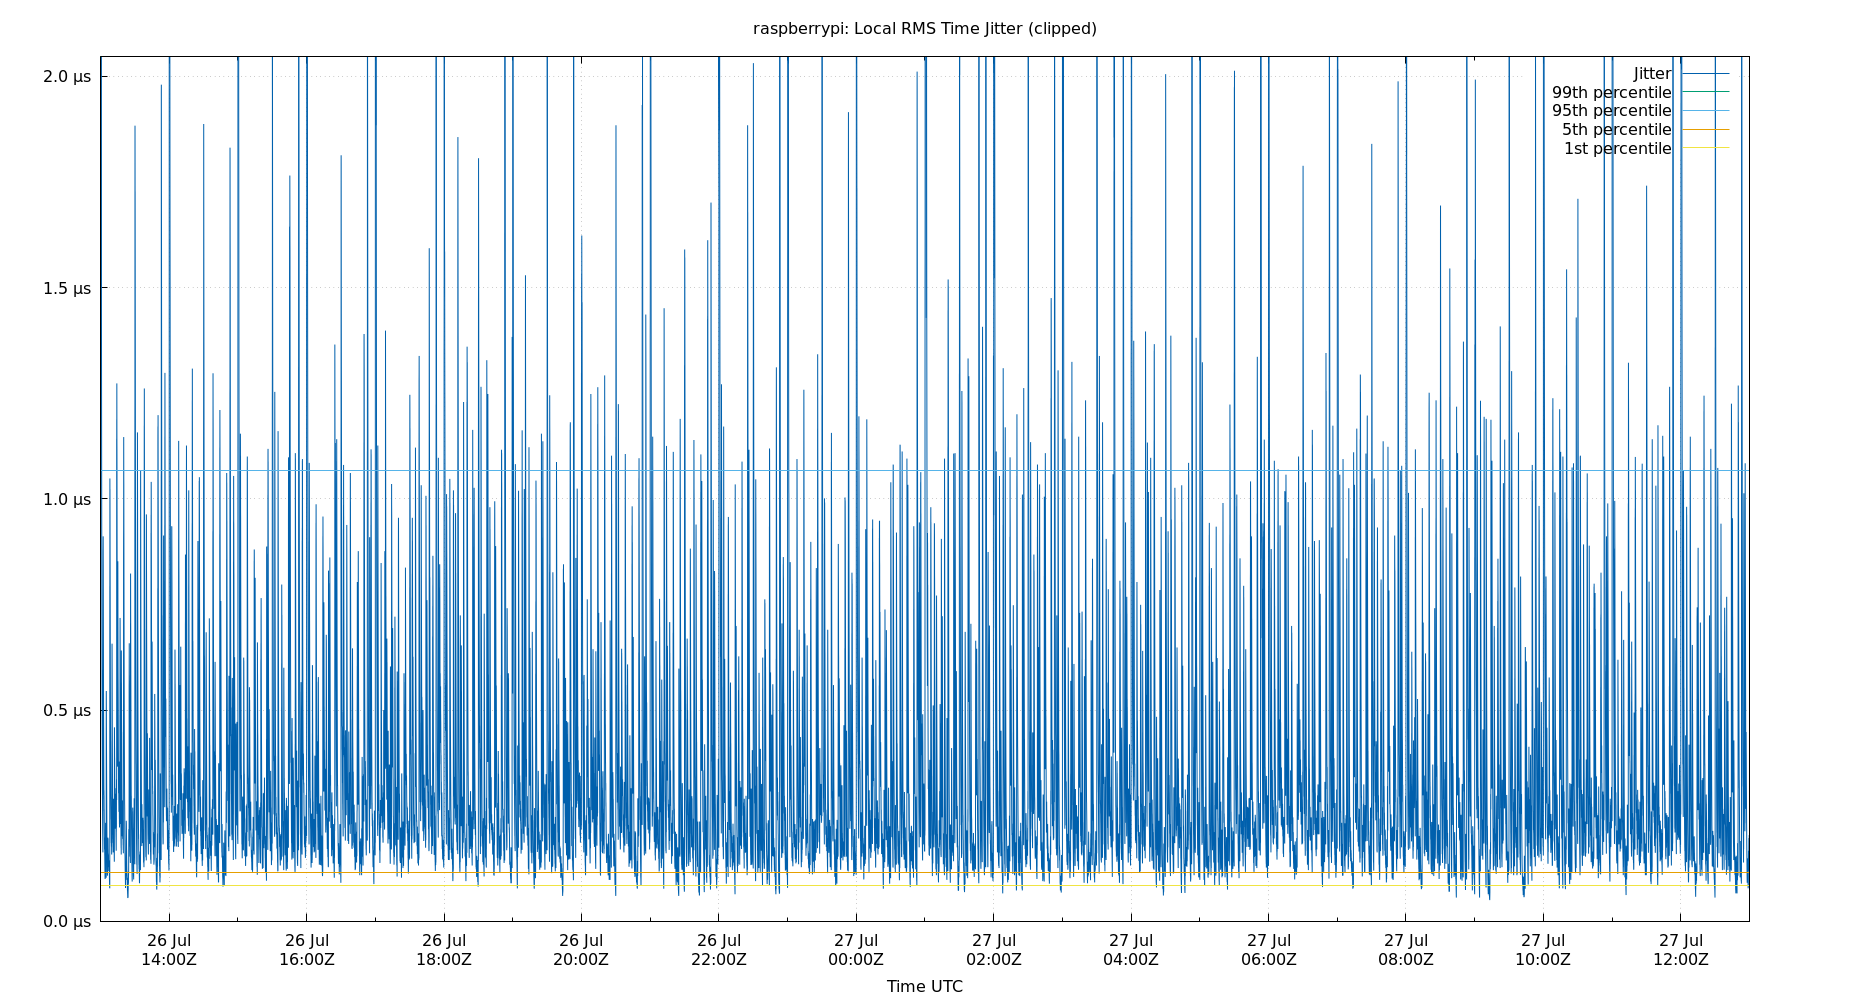 raspberrypi: Local RMS Time Jitter (clipped)
2.0 µs
1.5 µs
1.0 µs
0.5 µs
0.0 µs
Jitter
99th percentile
95th percentile
5th percentile
1st percentile
26 Jul 26 Jul 26 Jul 26 Jul 26 Jul 27 Jul 27 Jul 27 Jul 27 Jul 27 Jul 27 Jul 27 Jul
14:00Z 16:00Z 18:00Z 20:00Z 22:00Z 00:00Z 02:00Z 04:00Z 06:00Z 08:00Z 10:00Z 12:00Z
Time UTC